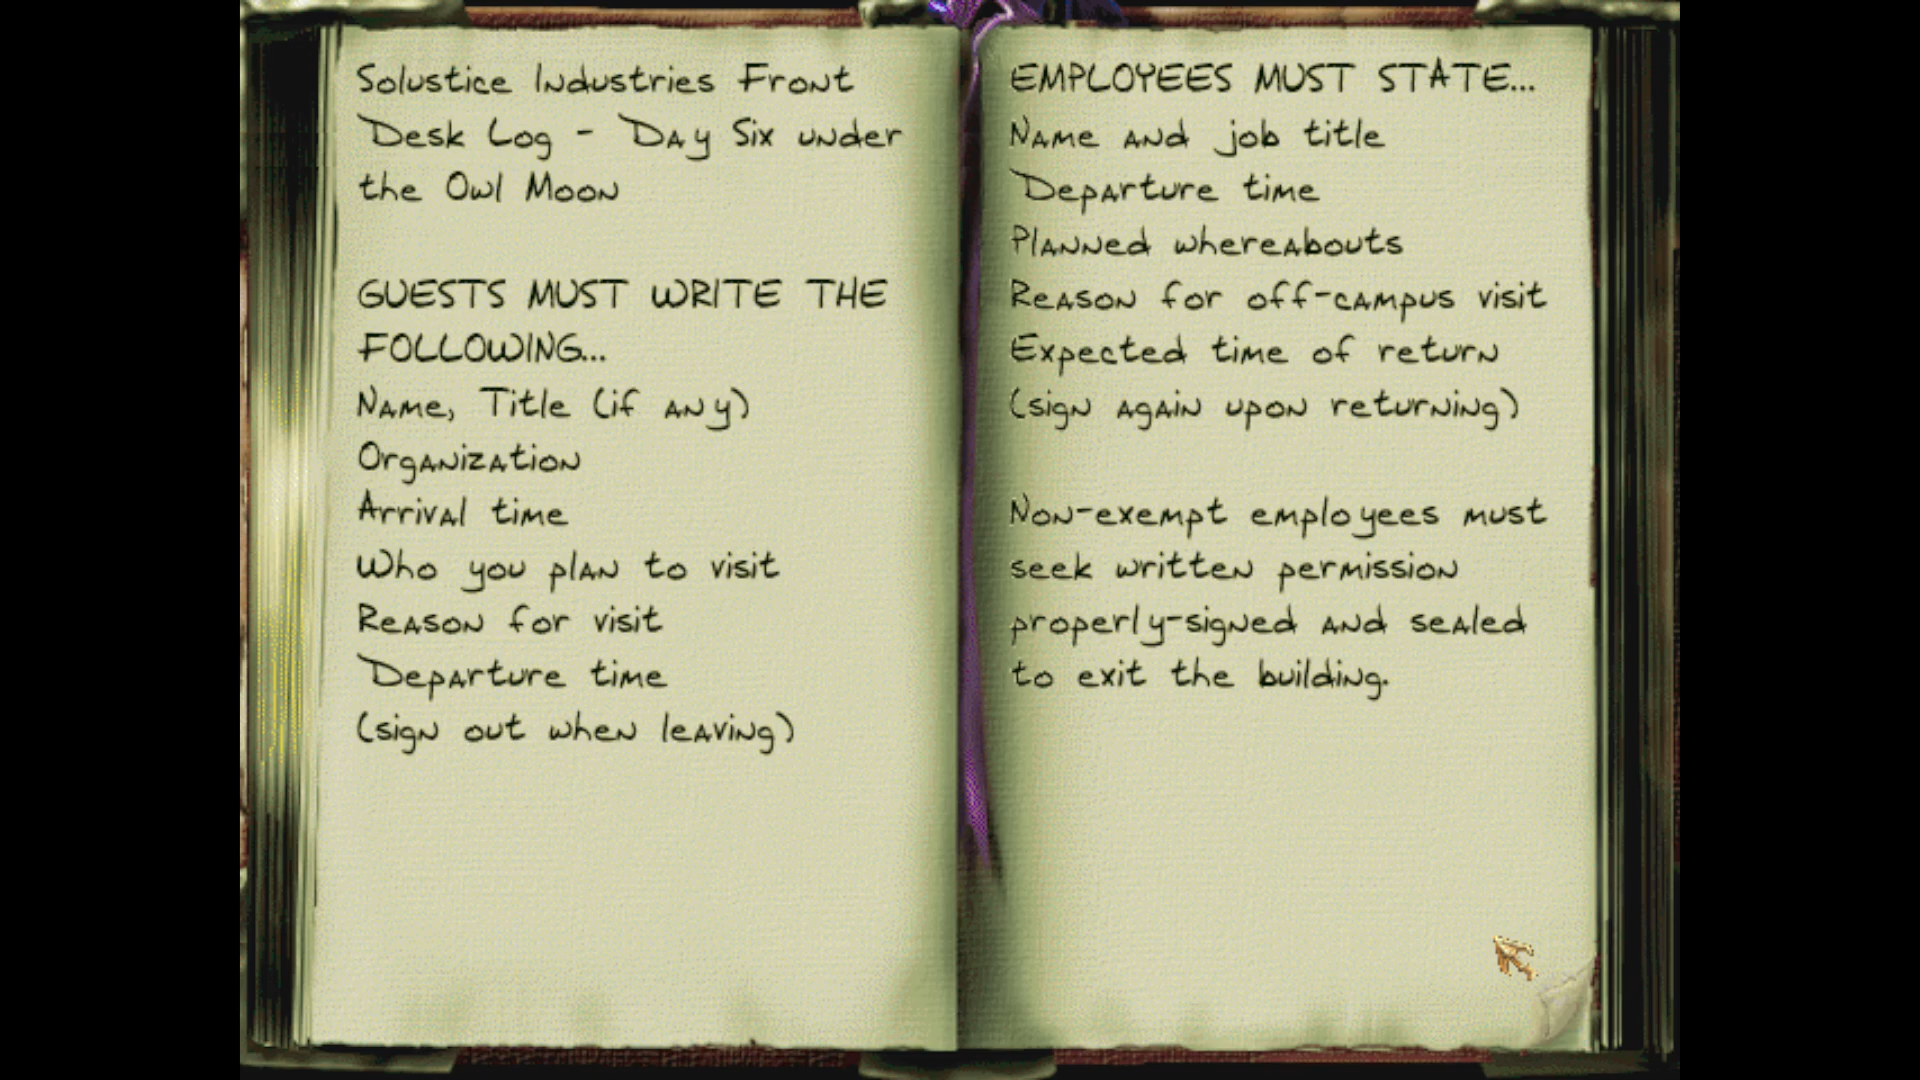 Solustice Industries Front
Desk Log - Day Six under
the Owl Moon
GUESTS MUST WRITE THE
FOLLOWING...
Name, Title (if any)
Organization
Arrival time
Who you plan to visit
Reason for visit
Departure time
(sign out when leaving)
EMPLOYEES MUST STATE...
Name and job title
Departure time
Planned whereabouts
Reason for off-campus visit
Expected time of return
(sign again upon returning)
Non-exempt employees must
seek written permission
properly-signed and sealed
to exit the building.